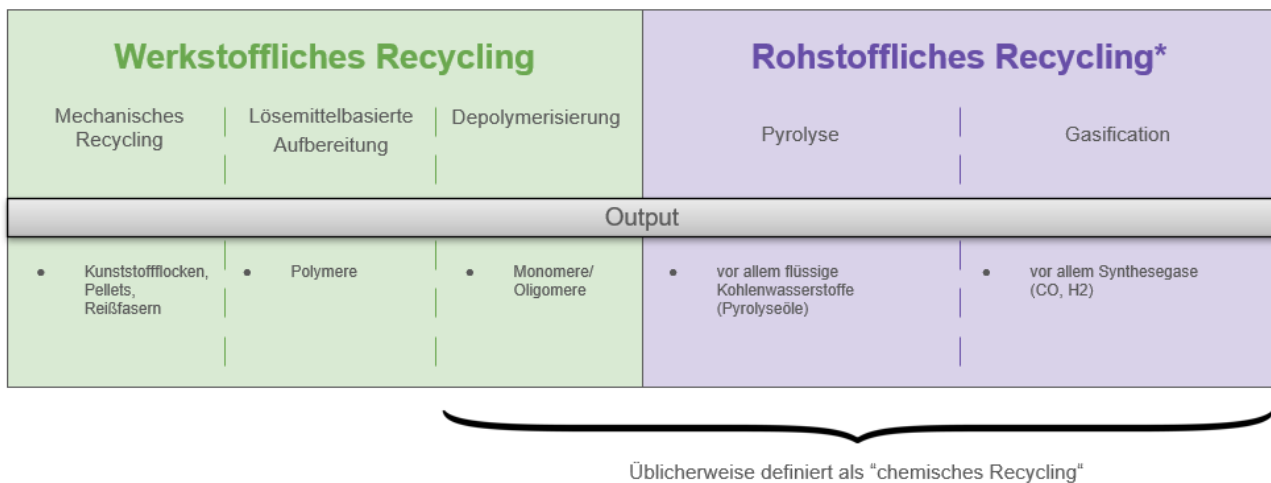 Werkstoffliches Recycling
Rohstoffliches Recycling*
Mechanisches
Recycling
Lösemittelbasierte
Aufbereitung
Depolymerisierung
Pyrolyse
Gasification
Output
• Kunststoffflocken,
Pellets,
Reißfasern
• Polymere
• Monomere/
Oligomere
• vor allem flüssige
Kohlenwasserstoffe
(Pyrolyseöle)
• vor allem Synthesegase
(CO, H2)
Üblicherweise definiert als “chemisches Recycling“